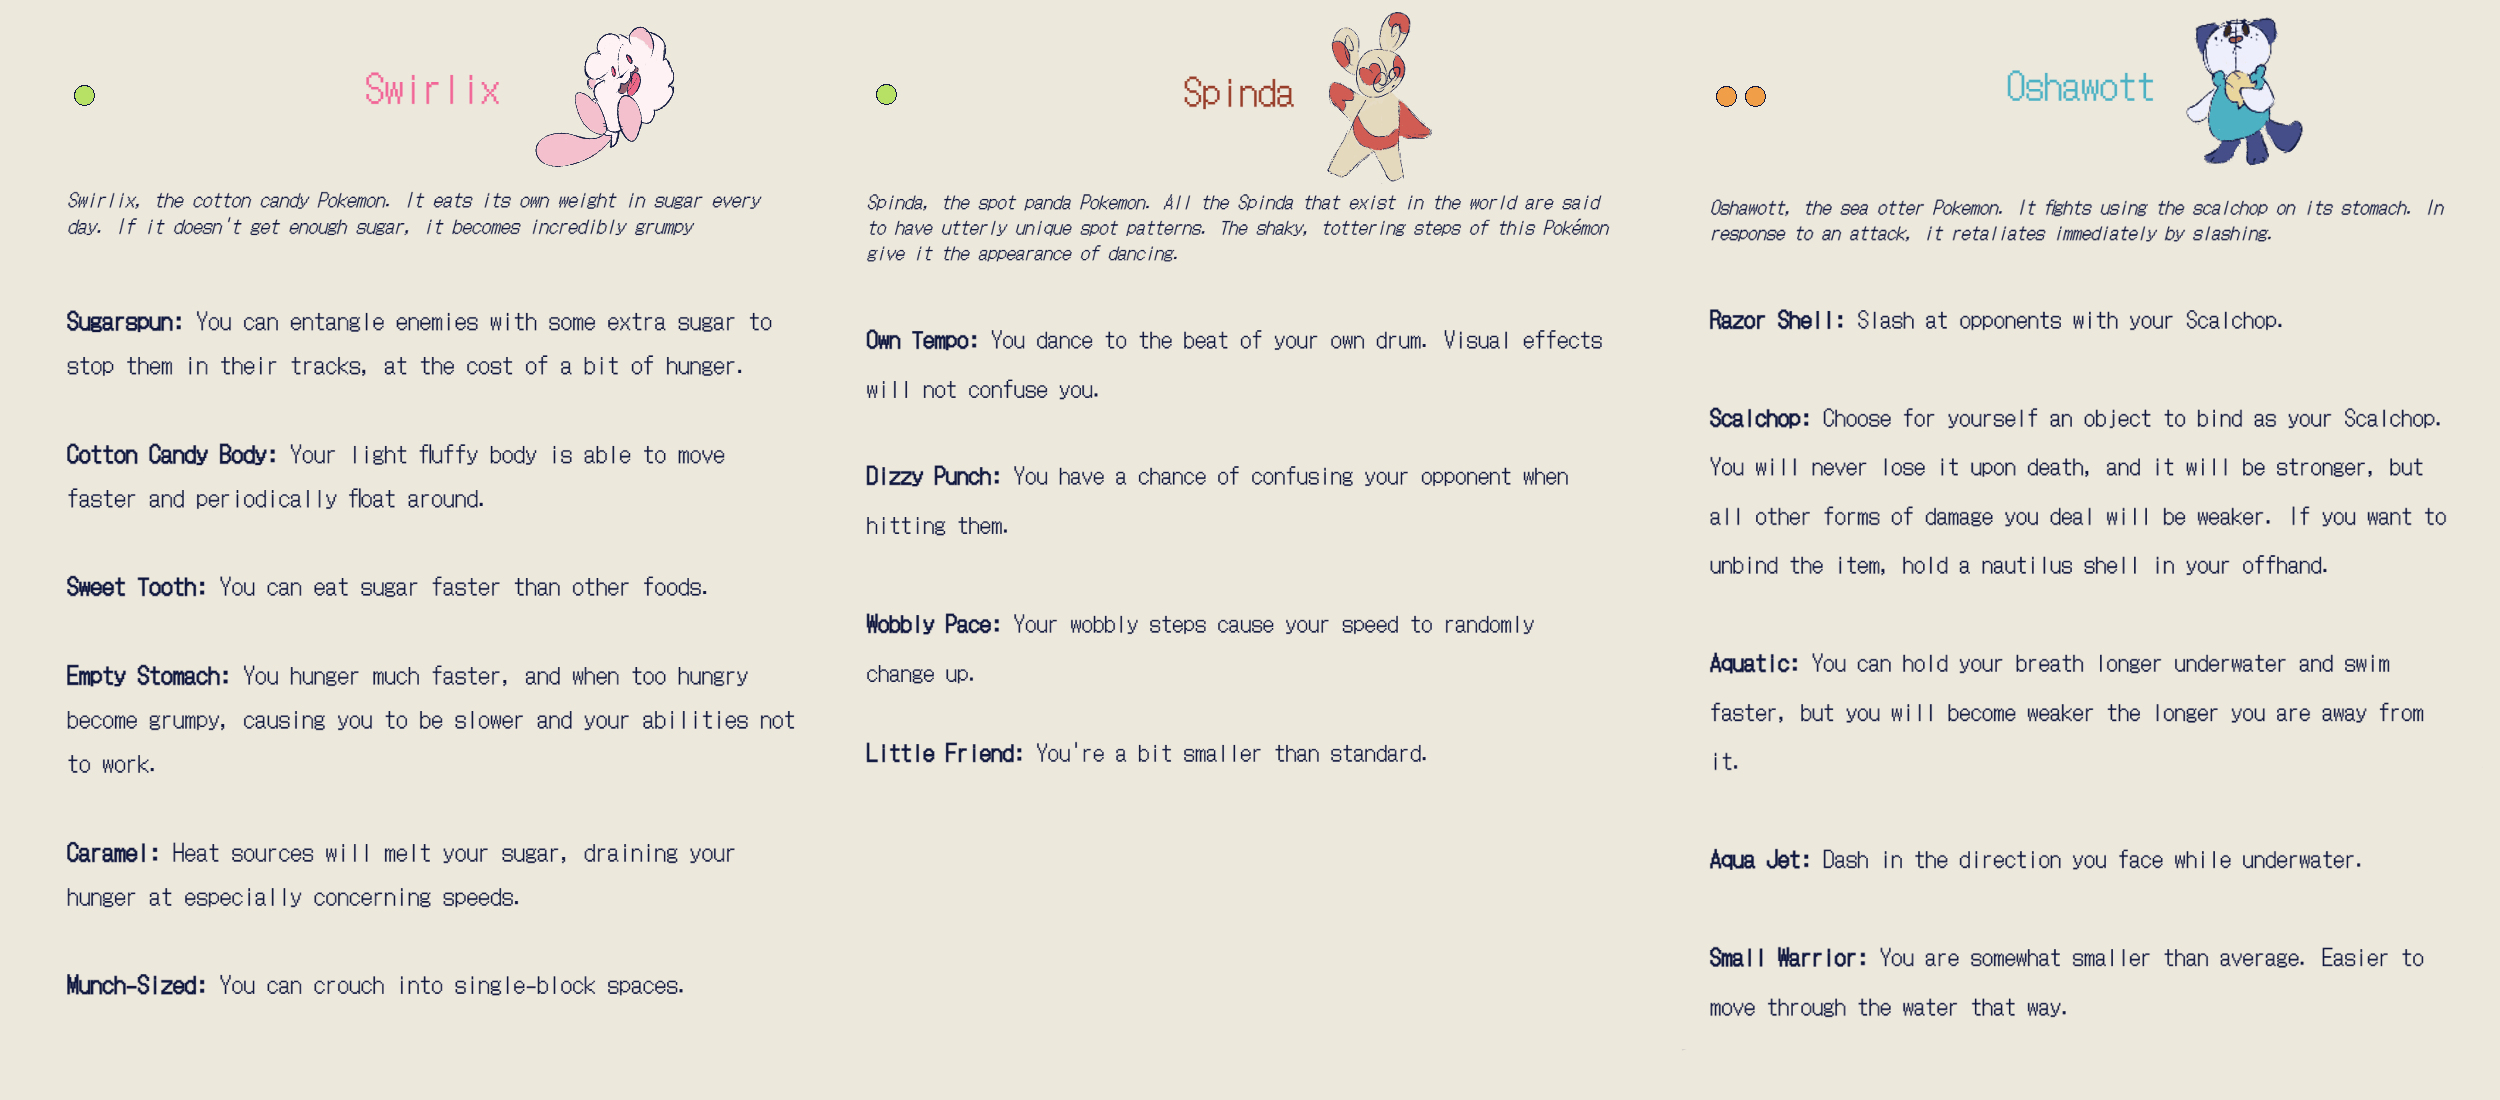 Swirlix
Swirlix, the cotton candy Pokemon. It eats its own weight in sugar every
day. If it doesn't get enough sugar, it becomes incredibly grumpy
Sugarspun: You can entangle enemies with some extra sugar to
stop them in their tracks, at the cost of a bit of hunger.
Cotton Candy Body: Your light fluffy body is able to move
faster and periodically float around.
Sweet Tooth: You can eat sugar faster than other foods.
Empty Stomach: You hunger much faster, and when too hungry
become grumpy, causing you to be slower and your abilities not
to work.
Caramel: Heat sources will melt your sugar, draining your
hunger at especially concerning speeds.
Munch-Sized: You can crouch into single-block spaces.
Spinda
Spinda, the spot panda Pokemon. All the Spinda that exist in the world are said
to have utterly unique spot patterns. The shaky, tottering steps of this Pokémon
give it the appearance of dancing.
Own Tempo: You dance to the beat of your own drum. Visual effects
will not confuse you.
Dizzy Punch: You have a chance of confusing your opponent when
hitting them.
Wobbly Pace: Your wobbly steps cause your speed to randomly
change up.
Little Friend: You're a bit smaller than standard.
Oshawott
Oshawott, the sea otter Pokemon. It fights using the scalchop on its stomach. In
response to an attack, it retaliates immediately by slashing.
Razor Shell: Slash at opponents with your Scalchop.
Scalchop: Choose for yourself an object to bind as your Scalchop.
You will never lose it upon death, and it will be stronger, but
all other forms of damage you deal will be weaker. If you want to
unbind the item, hold a nautilus shell in your offhand.
Aquatic: You can hold your breath longer underwater and swim
faster, but you will become weaker the longer you are away from
it.
Aqua Jet: Dash in the direction you face while underwater.
Small Warrior: You are somewhat smaller than average. Easier to
move through the water that way.